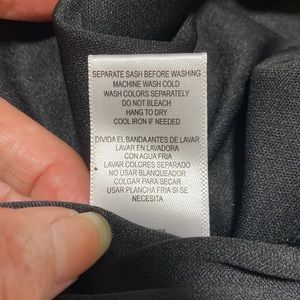 SEPARATE SASH BEFORE WASHING
MACHINE WASH COLD
WASH COLORS SEPARATELY
DO NOT BLEACH
HANG TO DRY
COOL IRON IF NEEDED
DIVIDA EL BANDA ANTES DE LAVAR
LAVAR EN LAVADORA
CON AGUA FRIA
LAVAR COLORES SEPARADO
NO USAR BLANQUEADOR
COLGAR PARA SECAR
USAR PLANCHA FRIA SI SE
NECESITA